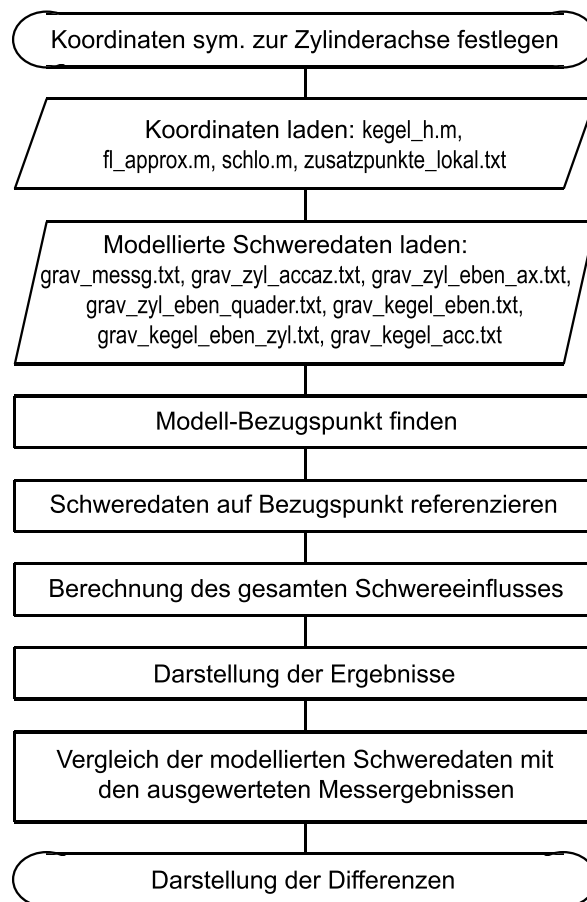 Koordinaten sym. zur Zylinderachse festlegen
Koordinaten laden: kegel_h.m,
fl_approx.m, schlo.m, zusatzpunkte_lokal.txt
Modellierte Schweredaten laden:
grav_messg.txt, grav_zyl_accaz.txt, grav_zyl_eben_ax.txt,
grav_zyl_eben_quader.txt, grav_kegel_eben.txt,
grav_kegel_eben_zyl.txt, grav_kegel_acc.txt
Modell-Bezugspunkt finden
Schweredaten auf Bezugspunkt referenzieren
Berechnung des gesamten Schwereeinflusses
Darstellung der Ergebnisse
Vergleich der modellierten Schweredaten mit
den ausgewerteten Messergebnissen
Darstellung der Differenzen